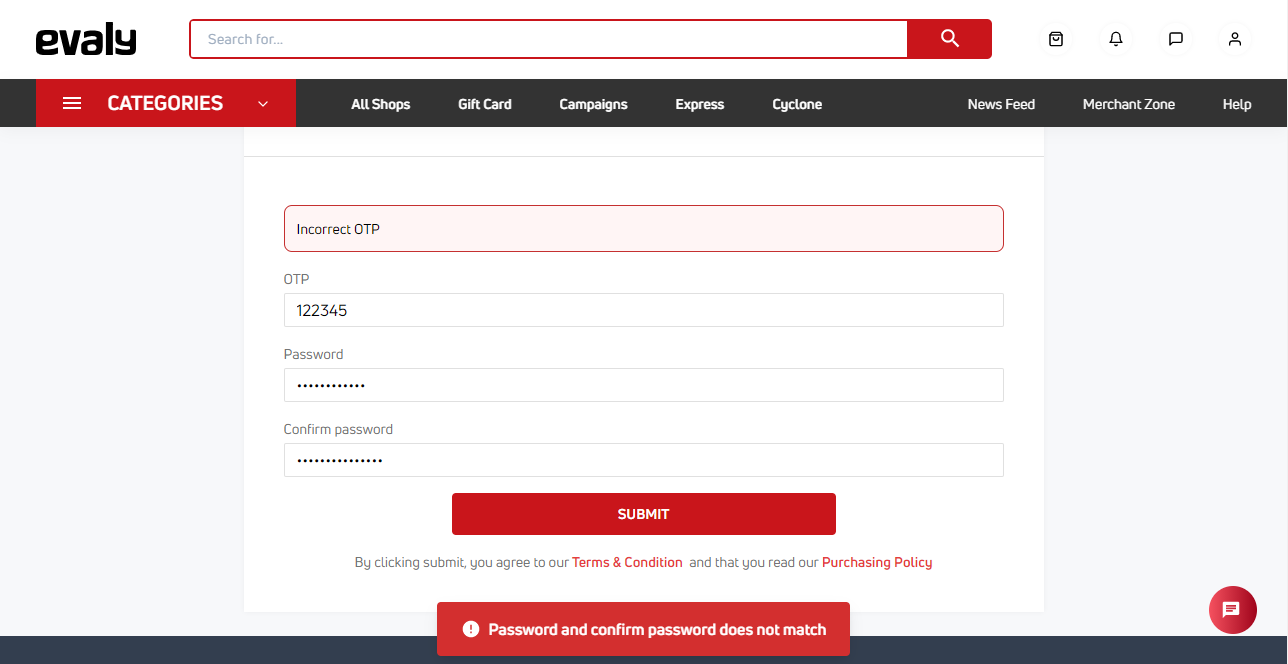 evaly
Search for...
CATEGORIES All Shops Gift Card Campaigns Express Cyclone News Feed Merchant Zone Help
Incorrect OTP
OTP
122345
Password
••••••••••••
Confirm password
•••••••••••••••
SUBMIT
By clicking submit, you agree to our Terms & Condition and that you read our Purchasing Policy
Password and confirm password does not match